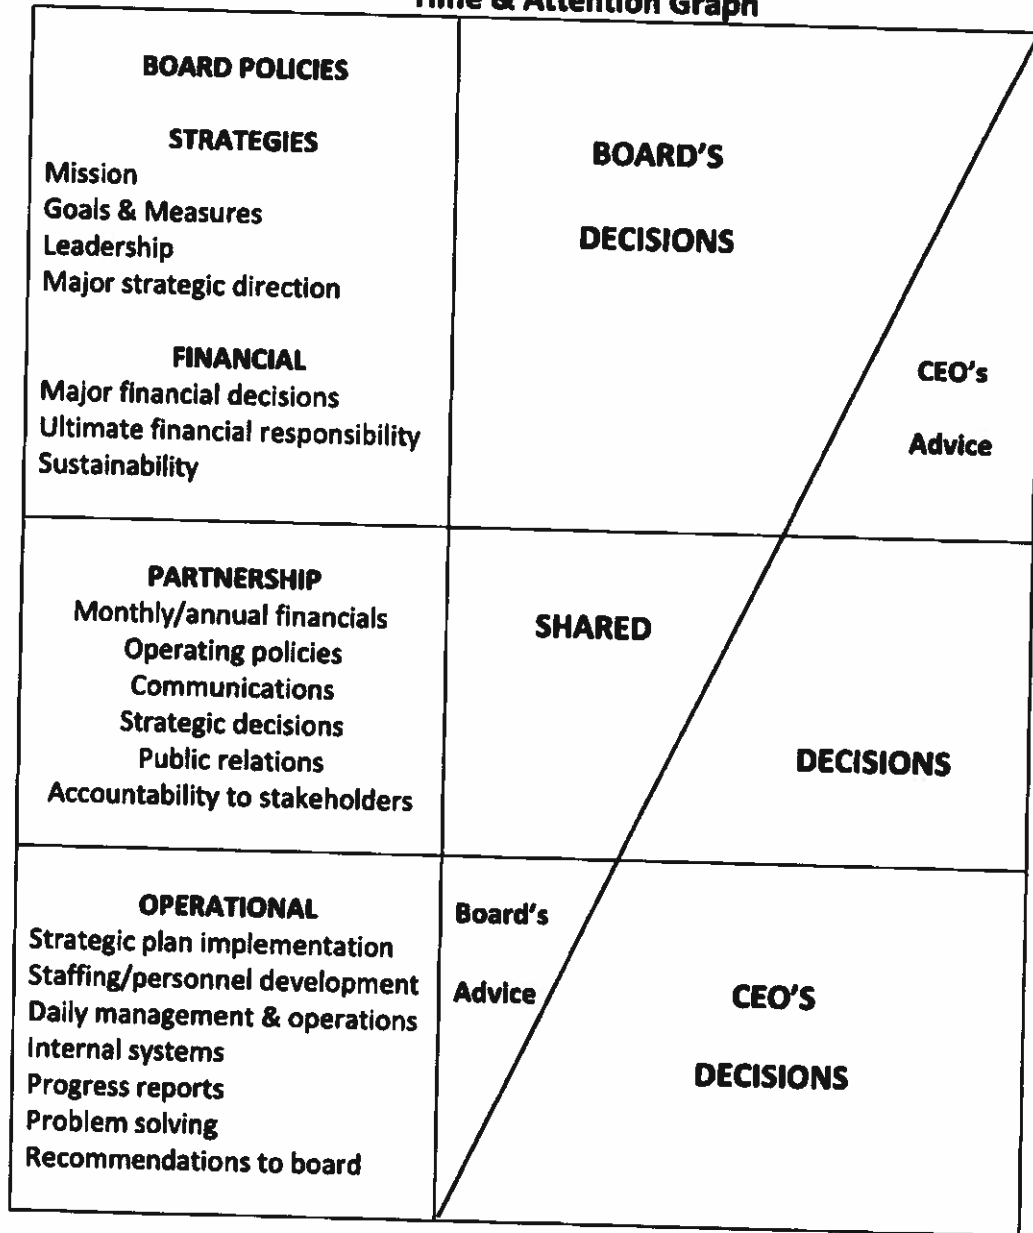 Time & Attention Graph
BOARD POLICIES
STRATEGIES
Mission
Goals & Measures
Leadership
Major strategic direction
FINANCIAL
Major financial decisions
Ultimate financial responsibility
Sustainability
BOARD'S
DECISIONS
CEO's
Advice
PARTNERSHIP
Monthly/annual financials
Operating policies
Communications
Strategic decisions
Public relations
Accountability to stakeholders
SHARED
DECISIONS
OPERATIONAL
Strategic plan implementation
Staffing/personnel development
Daily management & operations
Internal systems
Progress reports
Problem solving
Recommendations to board
Board's
Advice
CEO'S
DECISIONS